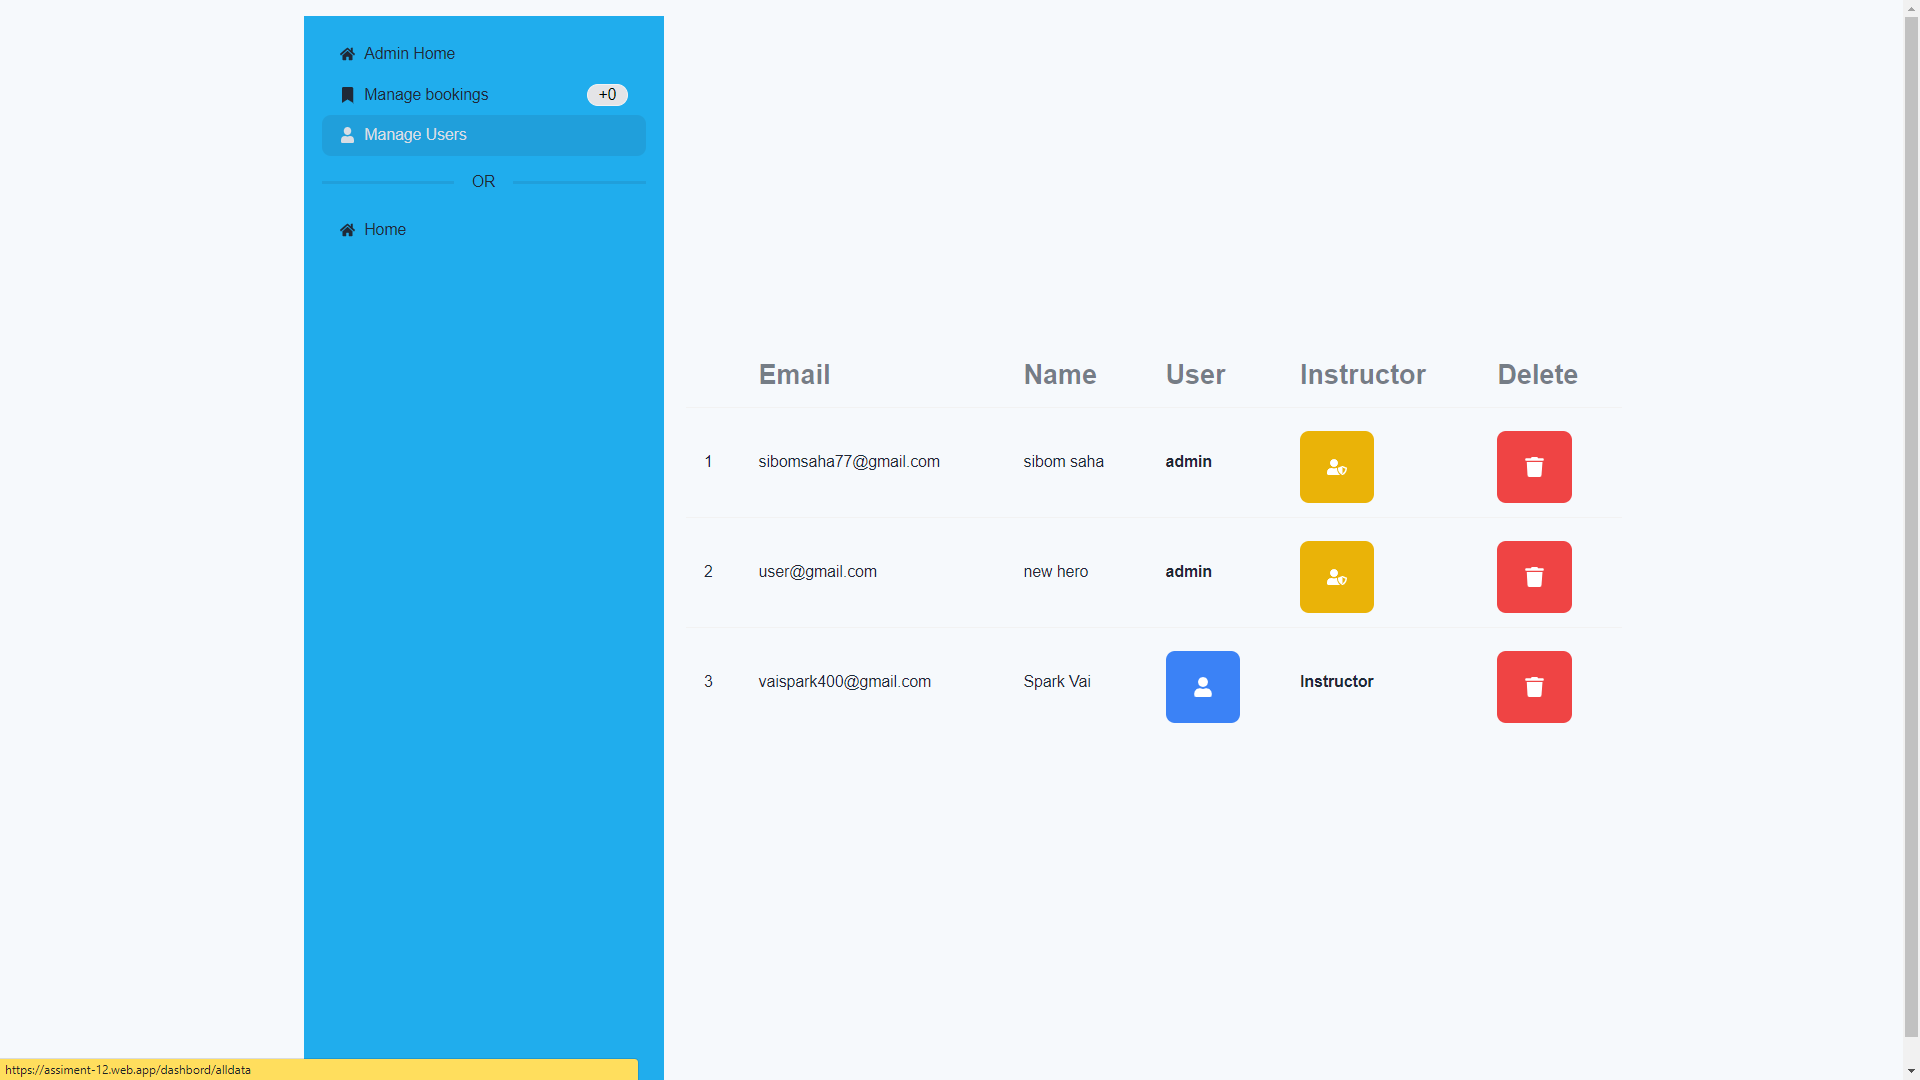 Admin Home
Manage bookings +0
Manage Users
OR
Home
Email Name User Instructor Delete
1 sibomsaha77@gmail.com sibom saha admin
2 user@gmail.com new hero admin
3 vaispark400@gmail.com Spark Vai Instructor
https://assiment-12.web.app/dashbord/alldata